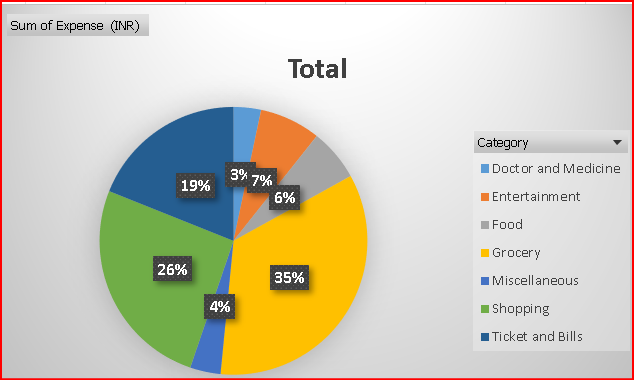 Sum of Expense (INR)
Total
Category
Doctor and Medicine
Entertainment
Food
Grocery
Miscellaneous
Shopping
Ticket and Bills
3%
7%
6%
19%
35%
26%
4%